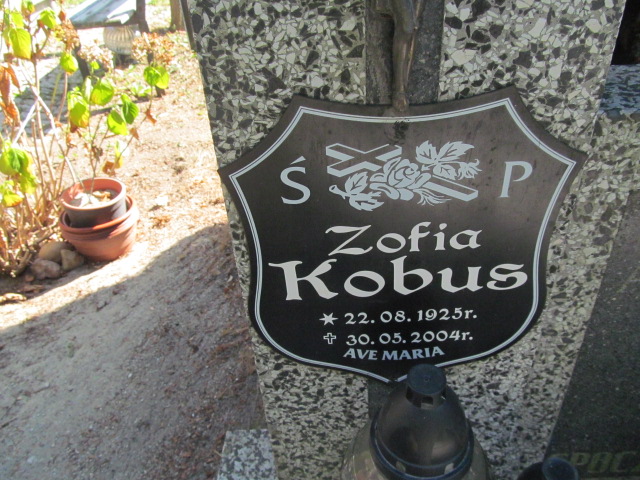 Ś P
Zofia
Kobus
* 22.08.1925r.
✝ 30.05.2004r.
AVE MARIA